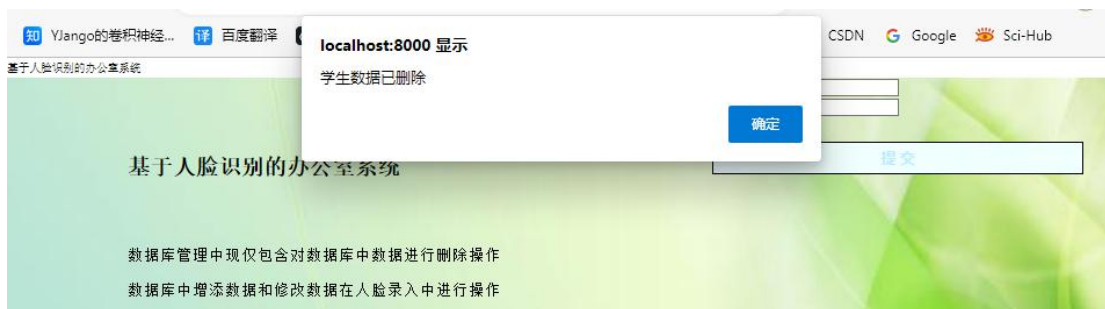 知 YJango的卷积神经... 译 百度翻译 CSDN G Google Sci-Hub
localhost:8000 显示
学生数据已删除
确定
基于人脸识别的办公室系统
基于人脸识别的办公室系统
提交
数据库管理中现仅包含对数据库中数据进行删除操作
数据库中增添数据和修改数据在人脸录入中进行操作